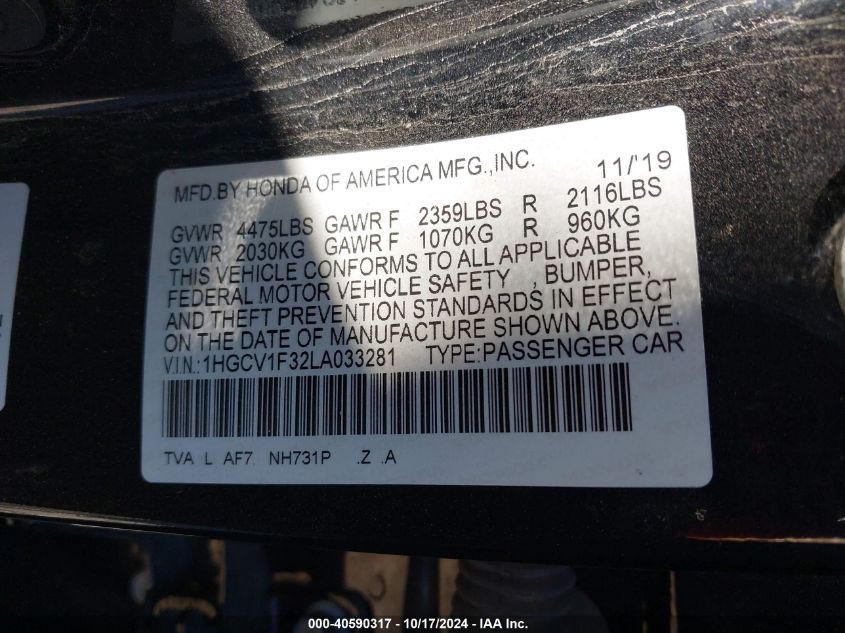 MFD.BY HONDA OF AMERICA MFG.,INC. 11/'19
GVWR 4475LBS GAWR F 2359LBS R 2116LBS
GVWR 2030KG GAWR F 1070KG R 960KG
THIS VEHICLE CONFORMS TO ALL APPLICABLE
FEDERAL MOTOR VEHICLE SAFETY , BUMPER,
AND THEFT PREVENTION STANDARDS IN EFFECT
ON THE DATE OF MANUFACTURE SHOWN ABOVE.
V.I.N.:1HGCV1F32LA033281 TYPE:PASSENGER CAR
TVA L AF7 NH731P .Z .A
000-40590317 - 10/17/2024 - IAA Inc.